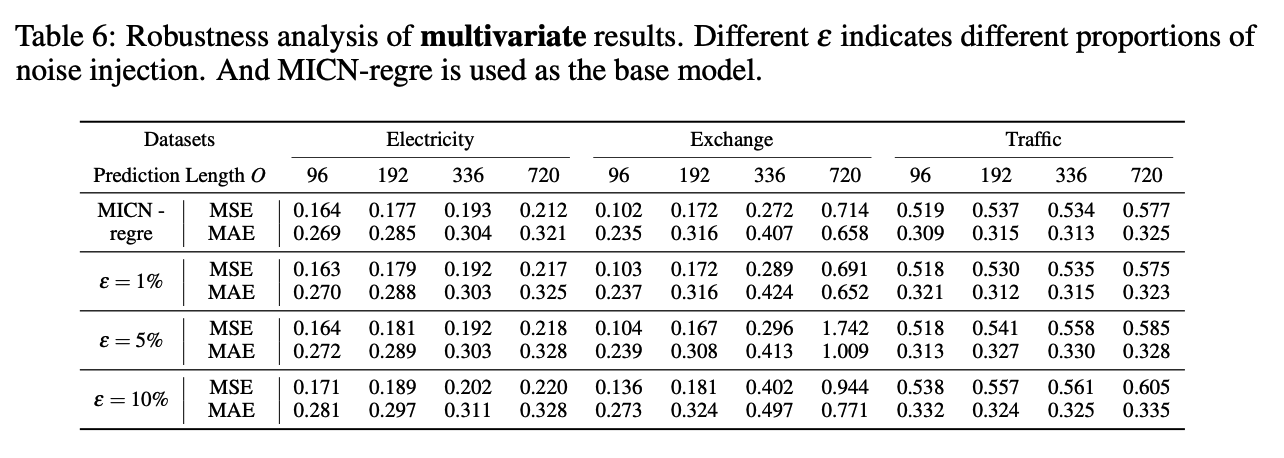 Table 6: Robustness analysis of multivariate results. Different ε indicates different proportions of
noise injection. And MICN-regre is used as the base model.
Datasets Electricity Exchange Traffic
Prediction Length O 96 192 336 720 96 192 336 720 96 192 336 720
MICN - MSE 0.164 0.177 0.193 0.212 0.102 0.172 0.272 0.714 0.519 0.537 0.534 0.577
regre MAE 0.269 0.285 0.304 0.321 0.235 0.316 0.407 0.658 0.309 0.315 0.313 0.325
ε = 1% MSE 0.163 0.179 0.192 0.217 0.103 0.172 0.289 0.691 0.518 0.530 0.535 0.575
MAE 0.270 0.288 0.303 0.325 0.237 0.316 0.424 0.652 0.321 0.312 0.315 0.323
ε = 5% MSE 0.164 0.181 0.192 0.218 0.104 0.167 0.296 1.742 0.518 0.541 0.558 0.585
MAE 0.272 0.289 0.303 0.328 0.239 0.308 0.413 1.009 0.313 0.327 0.330 0.328
ε = 10% MSE 0.171 0.189 0.202 0.220 0.136 0.181 0.402 0.944 0.538 0.557 0.561 0.605
MAE 0.281 0.297 0.311 0.328 0.273 0.324 0.497 0.771 0.332 0.324 0.325 0.335